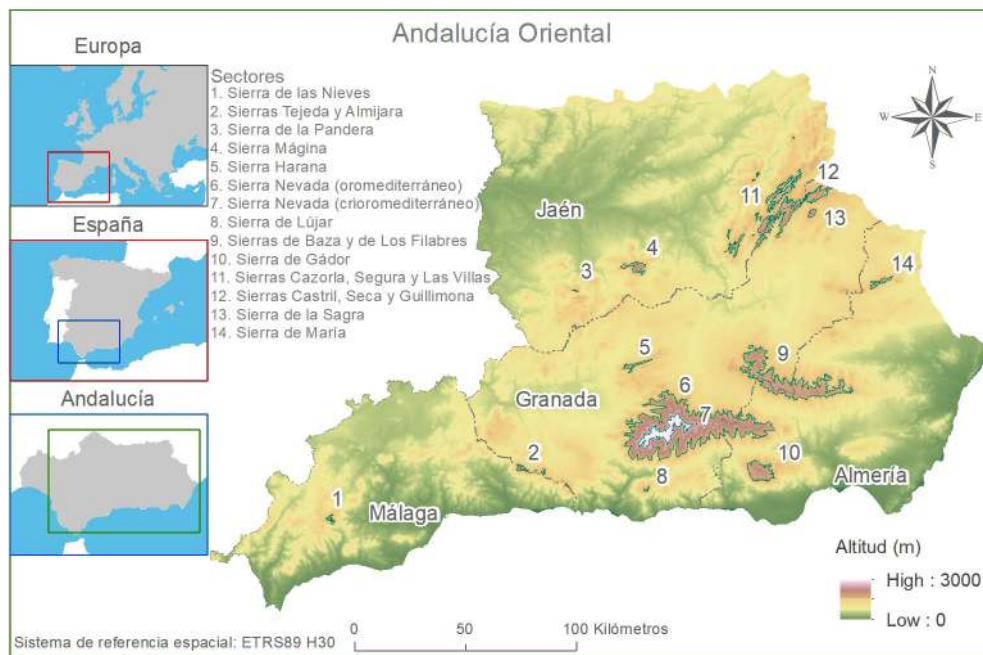 Andalucía Oriental
Europa
España
Andalucía
Sectores
1. Sierra de las Nieves
2. Sierras Tejeda y Almijara
3. Sierra de la Pandera
4. Sierra Mágina
5. Sierra Harana
6. Sierra Nevada (oromediterráneo)
7. Sierra Nevada (crioromediterráneo)
8. Sierra de Lújar
9. Sierras de Baza y de Los Filabres
10. Sierra de Gádor
11. Sierras Cazorla, Segura y Las Villas
12. Sierras Castril, Seca y Guillimona
13. Sierra de la Sagra
14. Sierra de María
N
W E
S
12
11
13
Jaén
4
14
3
5
9
6
Granada
7
10
2
8
Almería
1
Málaga
Altitud (m)
High : 3000
Low : 0
Sistema de referencia espacial: ETRS89 H30
0 50 100 Kilómetros